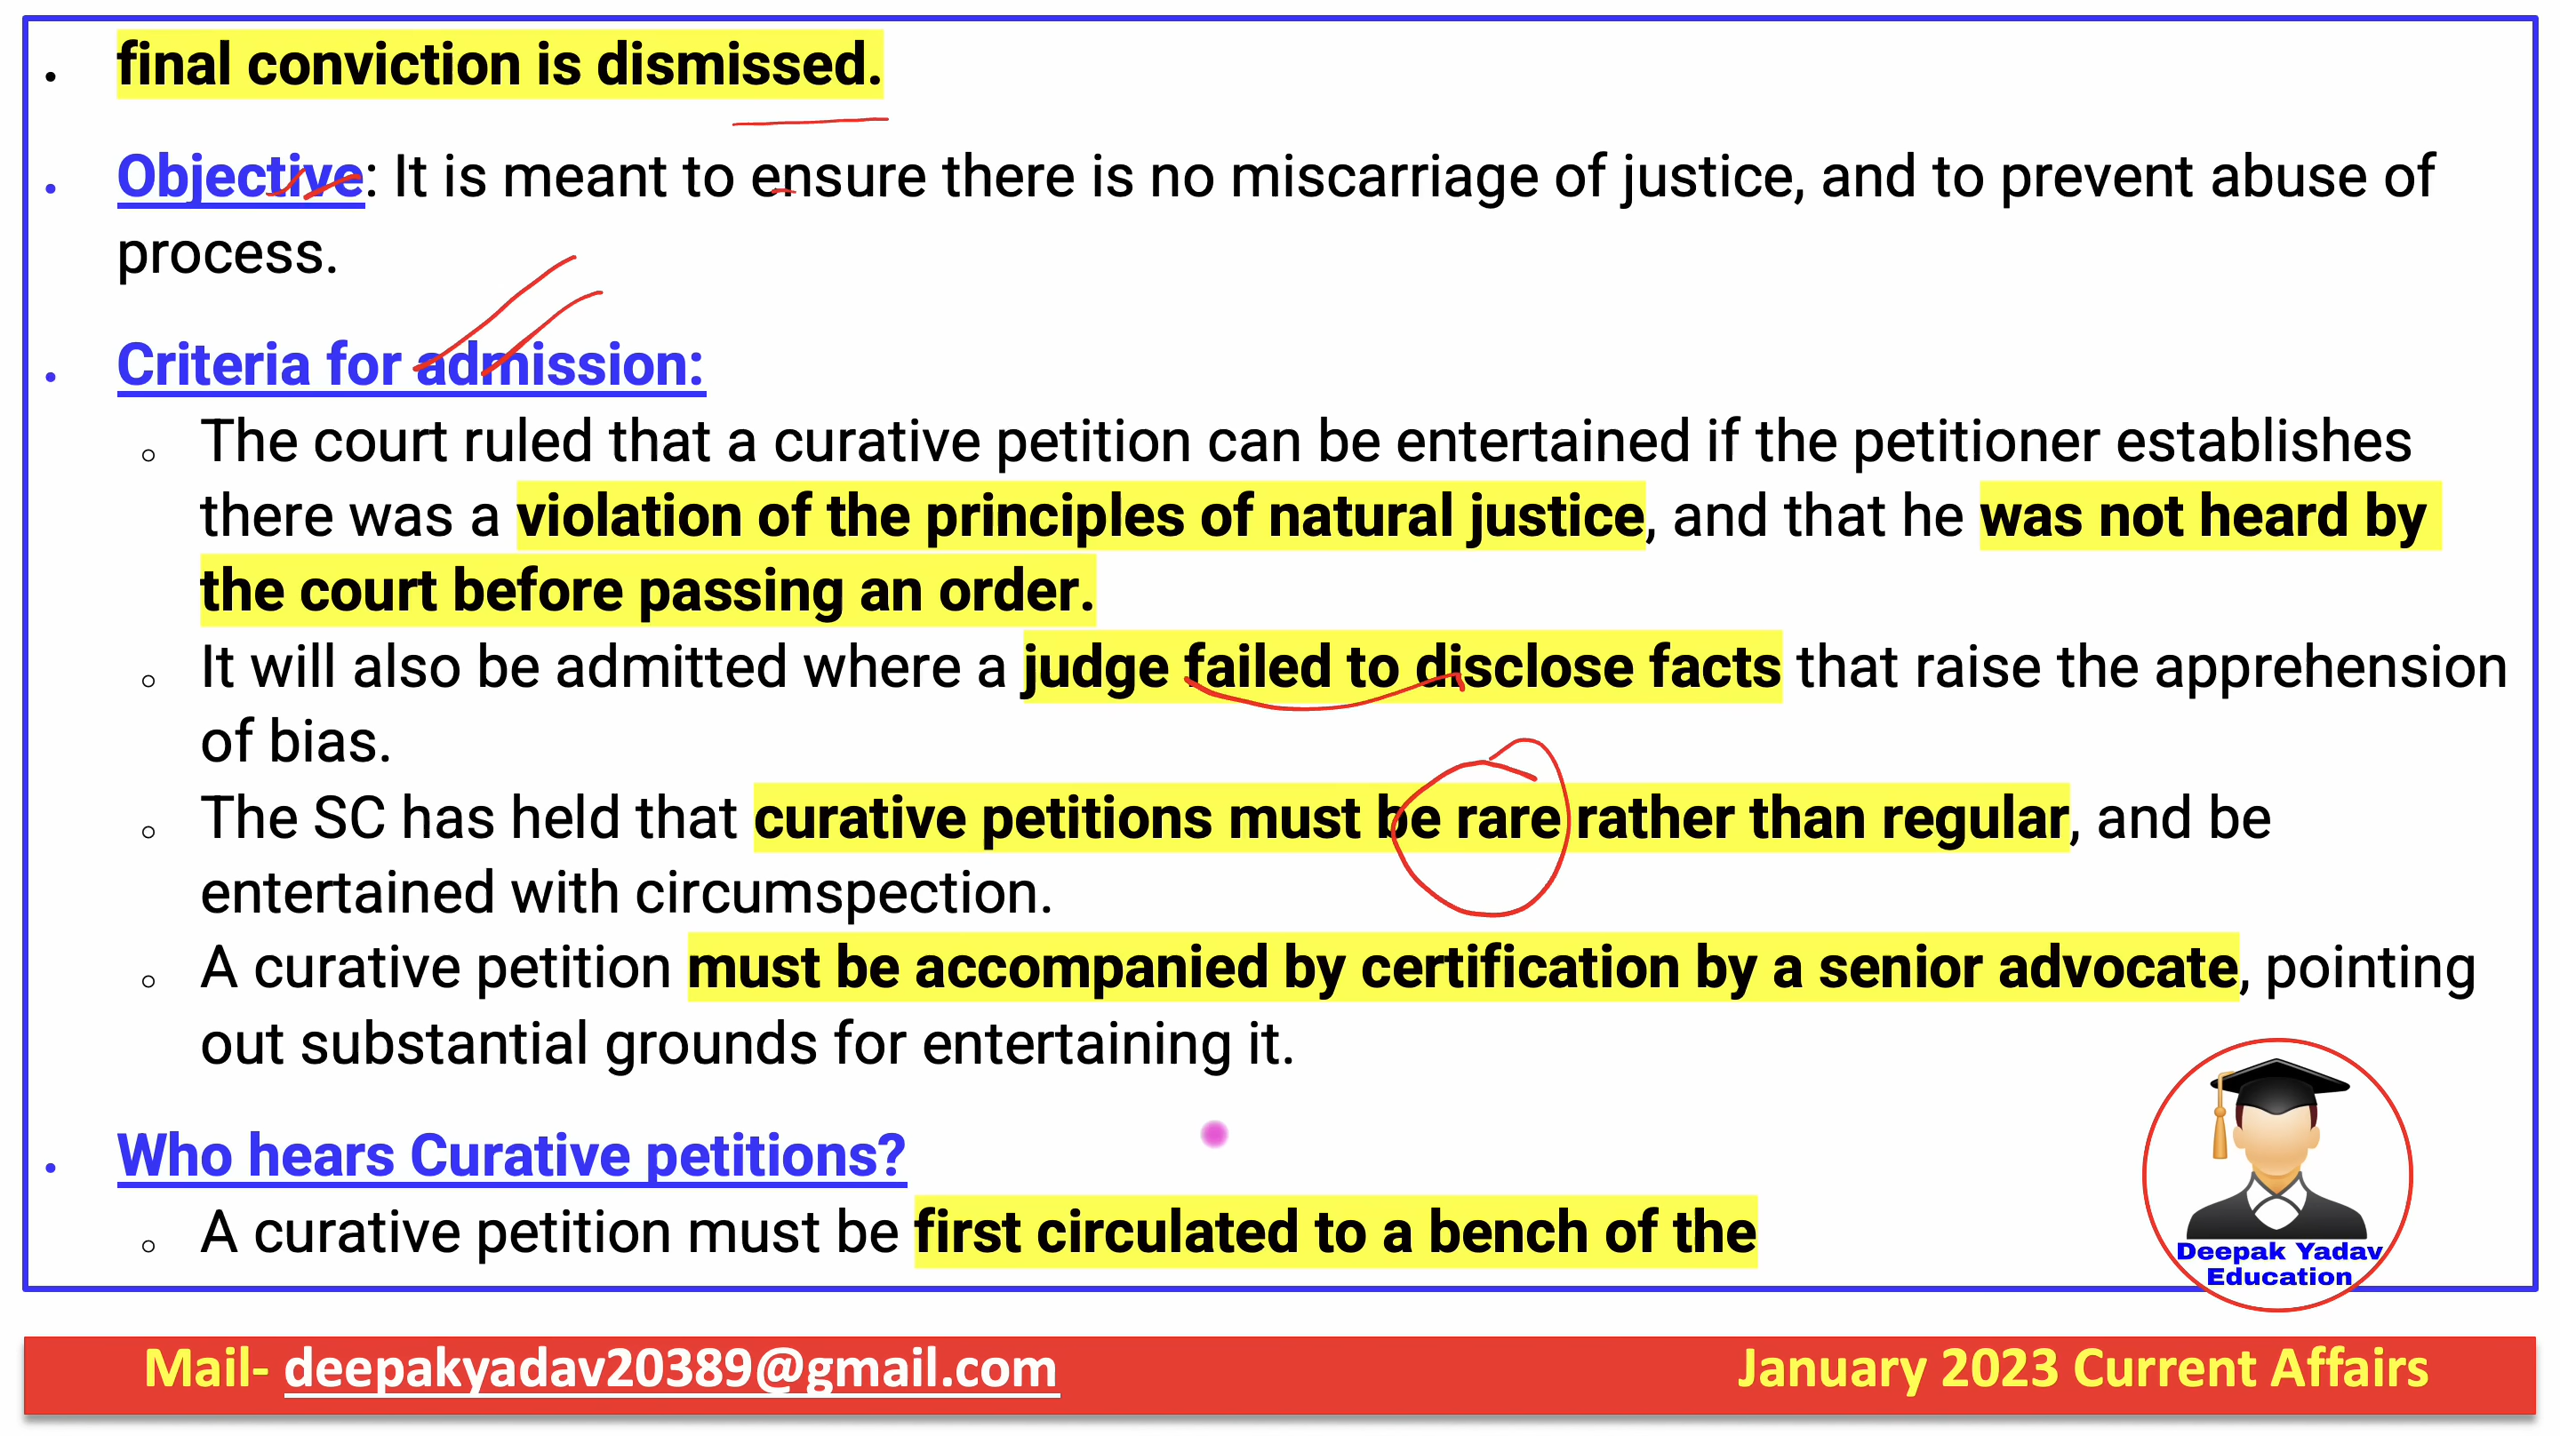 final conviction is dismissed.
Objective: It is meant to ensure there is no miscarriage of justice, and to prevent abuse of
process.
Criteria for admission:
The court ruled that a curative petition can be entertained if the petitioner establishes
there was a violation of the principles of natural justice, and that he was not heard by
the court before passing an order.
It will also be admitted where a judge failed to disclose facts that raise the apprehension
of bias.
The SC has held that curative petitions must be rare rather than regular, and be
entertained with circumspection.
A curative petition must be accompanied by certification by a senior advocate, pointing
out substantial grounds for entertaining it.
Who hears Curative petitions?
A curative petition must be first circulated to a bench of the
Deepak Yadav
Education
Mail- deepakyadav20389@gmail.com
January 2023 Current Affairs